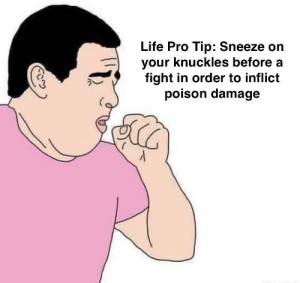 Life Pro Tip: Sneeze on
your knuckles before a
fight in order to inflict
poison damage